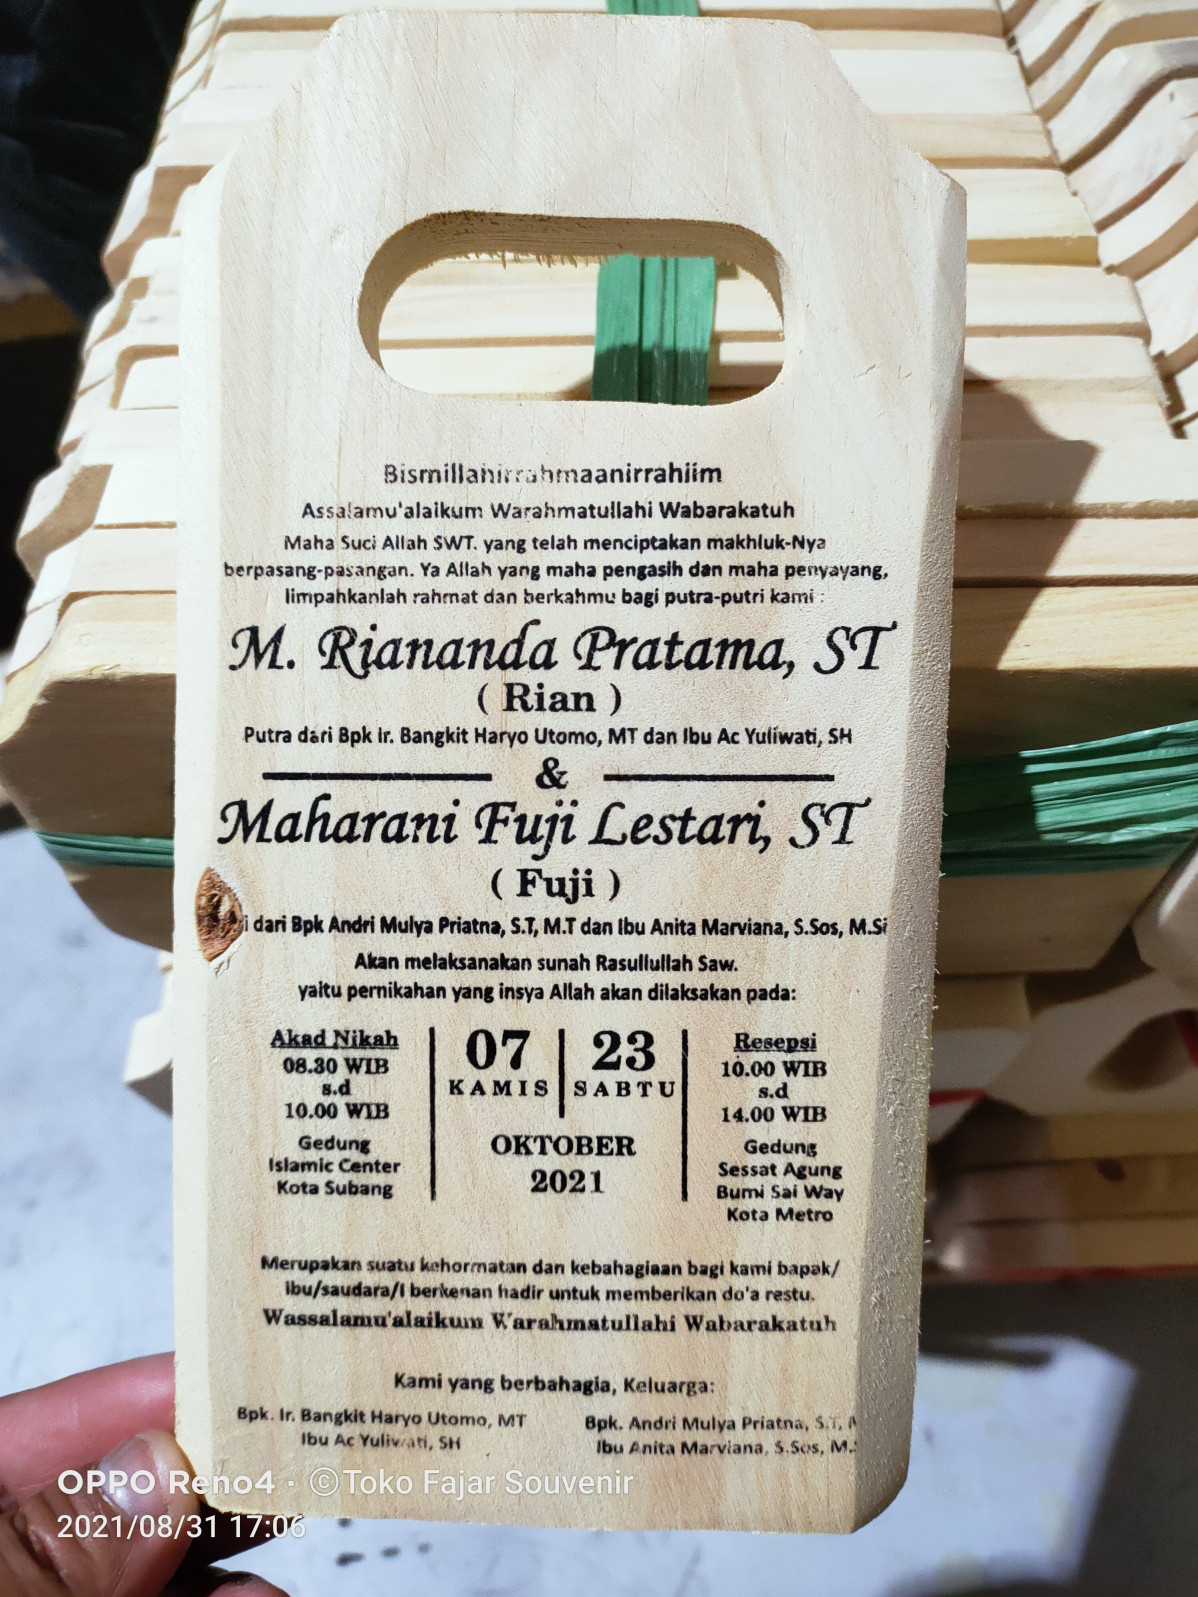 Bismillahirrahmaanirrahiim
Assalamu'alaikum Warahmatullahi Wabarakatuh
Maha Suci Allah SWT. yang telah menciptakan makhluk-Nya
berpasang-pasangan. Ya Allah yang maha pengasih dan maha penyayang,
limpahkanlah rahmat dan berkahmu bagi putra-putri kami :
M. Riananda Pratama, ST
( Rian )
Putra dari Bpk Ir. Bangkit Haryo Utomo, MT dan Ibu Ac Yuliwati, SH
&
Maharani Fuji Lestari, ST
( Fuji )
i dari Bpk Andri Mulya Priatna, S.T, M.T dan Ibu Anita Marviana, S.Sos, M.Si
Akan melaksanakan sunah Rasullullah Saw.
yaitu pernikahan yang insya Allah akan dilaksakan pada:
Akad Nikah
08.30 WIB
s.d
10.00 WIB
Gedung
Islamic Center
Kota Subang
07 23
KAMIS SABTU
OKTOBER
2021
Resepsi
10.00 WIB
s.d
14.00 WIB
Gedung
Sessat Agung
Bumi Sai Way
Kota Metro
Merupakan suatu kehormatan dan kebahagiaan bagi kami bapak/
ibu/saudara/I berkenan hadir untuk memberikan do'a restu.
Wassalamu'alaikum Warahmatullahi Wabarakatuh
Kami yang berbahagia, Keluarga:
Bpk. Ir. Bangkit Haryo Utomo, MT
Ibu Ac Yuliwati, SH
Bpk. Andri Mulya Priatna, S.T,
Ibu Anita Marviana, S.Sos, M.
OPPO Reno4 · ©Toko Fajar Souvenir
2021/08/31 17:06